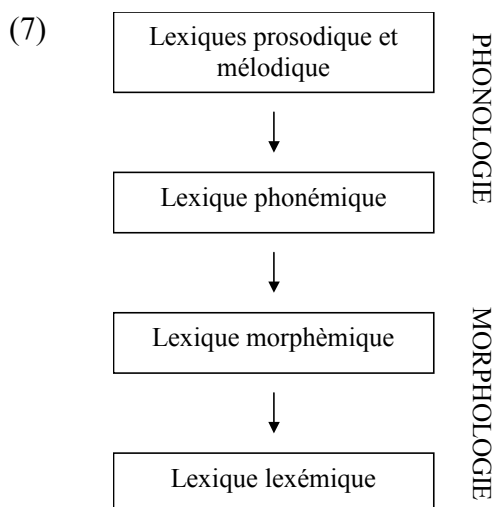 (7)
Lexiques prosodique et
mélodique
Lexique phonémique
PHONOLOGIE
Lexique morphèmique
Lexique lexémique
MORPHOLOGIE